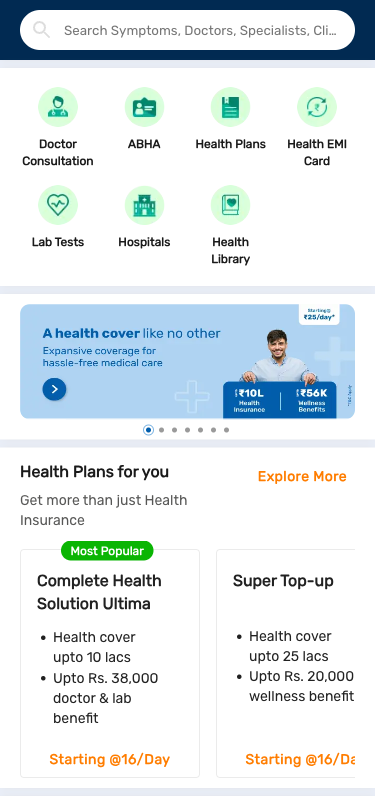 Search Symptoms, Doctors, Specialists, Cli...
Doctor
Consultation
ABHA
Health Plans
Health EMI
Card
Lab Tests
Hospitals
Health
Library
Starting@
₹25/day*
A health cover like no other
Expansive coverage for
hassle-free medical care
₹10L
Health
Insurance
₹56K
Wellness
Benefits
Health Plans for you
Explore More
Get more than just Health
Insurance
Most Popular
Complete Health
Solution Ultima
Health cover
upto 10 lacs
Upto Rs. 38,000
doctor & lab
benefit
Starting @16/Day
Super Top-up
Health cover
upto 25 lacs
Upto Rs. 20,000
wellness benefit
Starting @16/Da